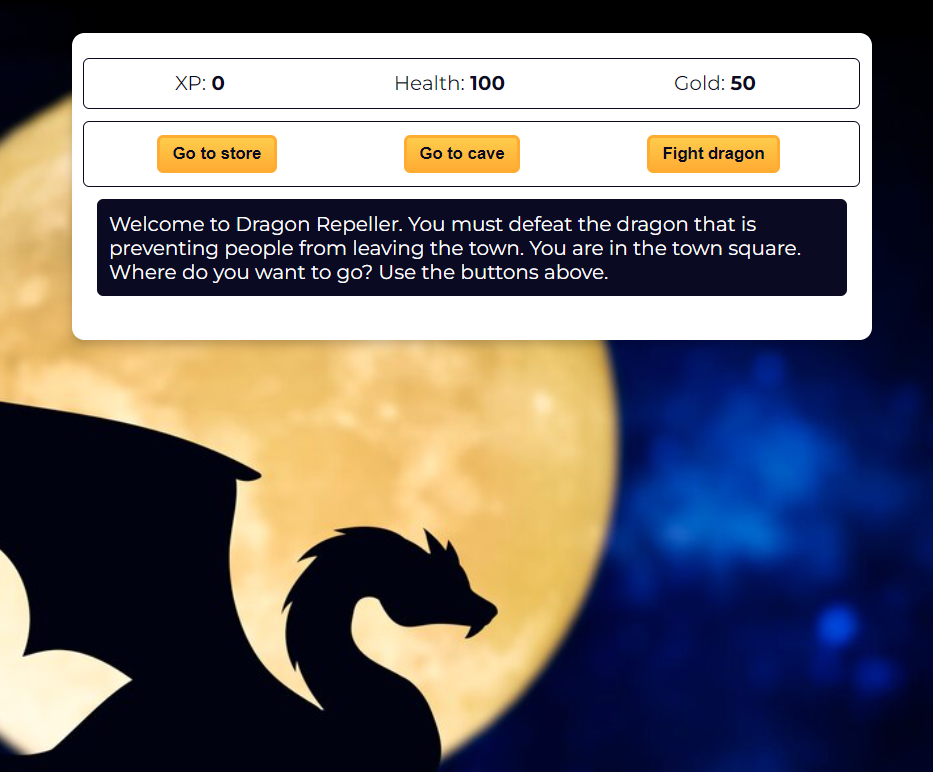 XP: 0 Health: 100 Gold: 50
Go to store Go to cave Fight dragon
Welcome to Dragon Repeller. You must defeat the dragon that is
preventing people from leaving the town. You are in the town square.
Where do you want to go? Use the buttons above.